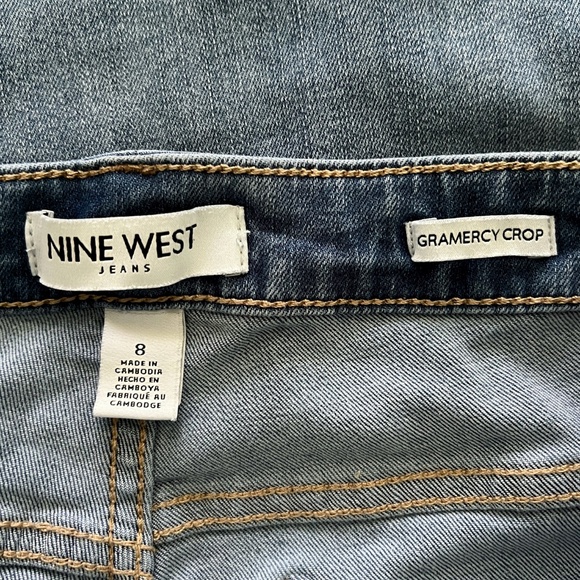 NINE WEST
JEANS
GRAMERCY CROP
8
MADE IN
CAMBODIA
HECHO EN
CAMBOYA
FABRIQUÉ AU
CAMBODGE